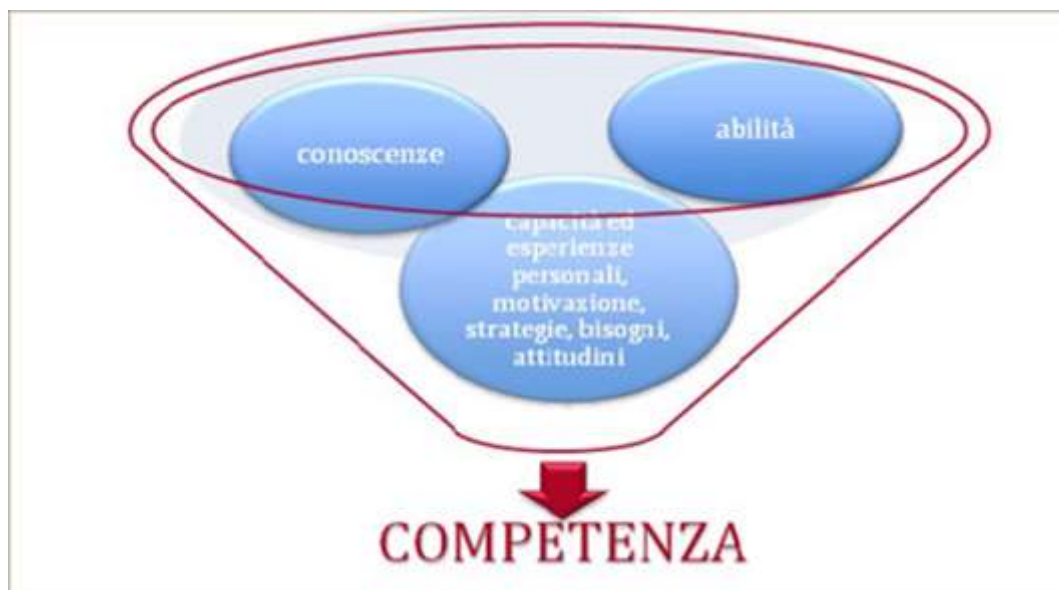 conoscenze
abilità
capacità ed
esperienze
personali,
motivazione,
strategie, bisogni,
attitudini
COMPETENZA